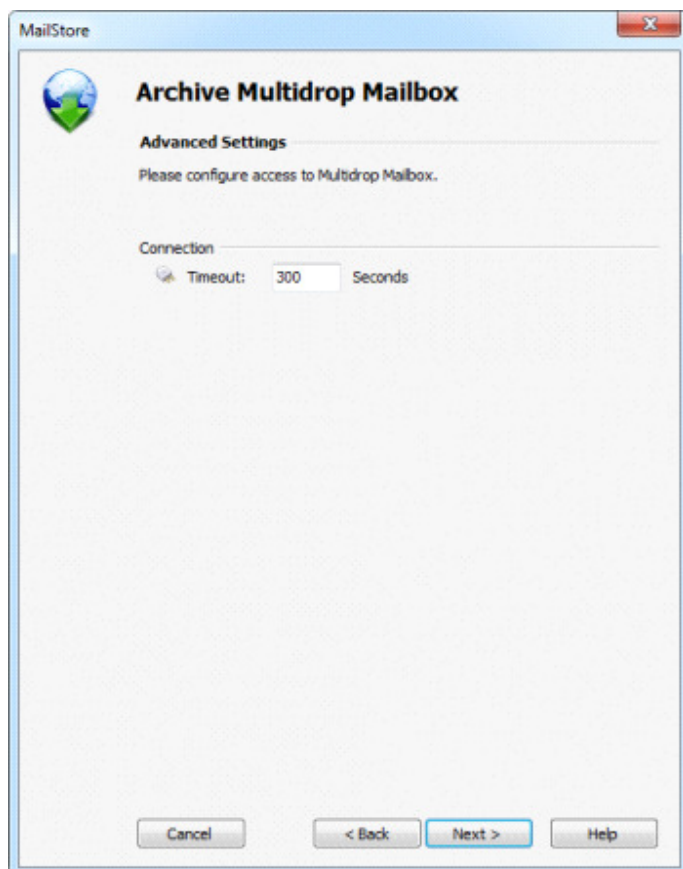 MailStore
Archive Multidrop Mailbox
Advanced Settings
Please configure access to Multidrop Mailbox.
Connection
Timeout: 300 Seconds
Cancel < Back Next > Help